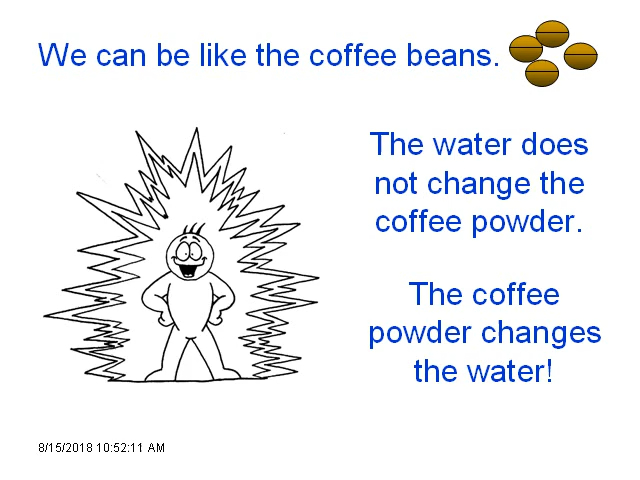 We can be like the coffee beans.
The water does
not change the
coffee powder.
The coffee
powder changes
the water!
8/15/2018 10:52:11 AM